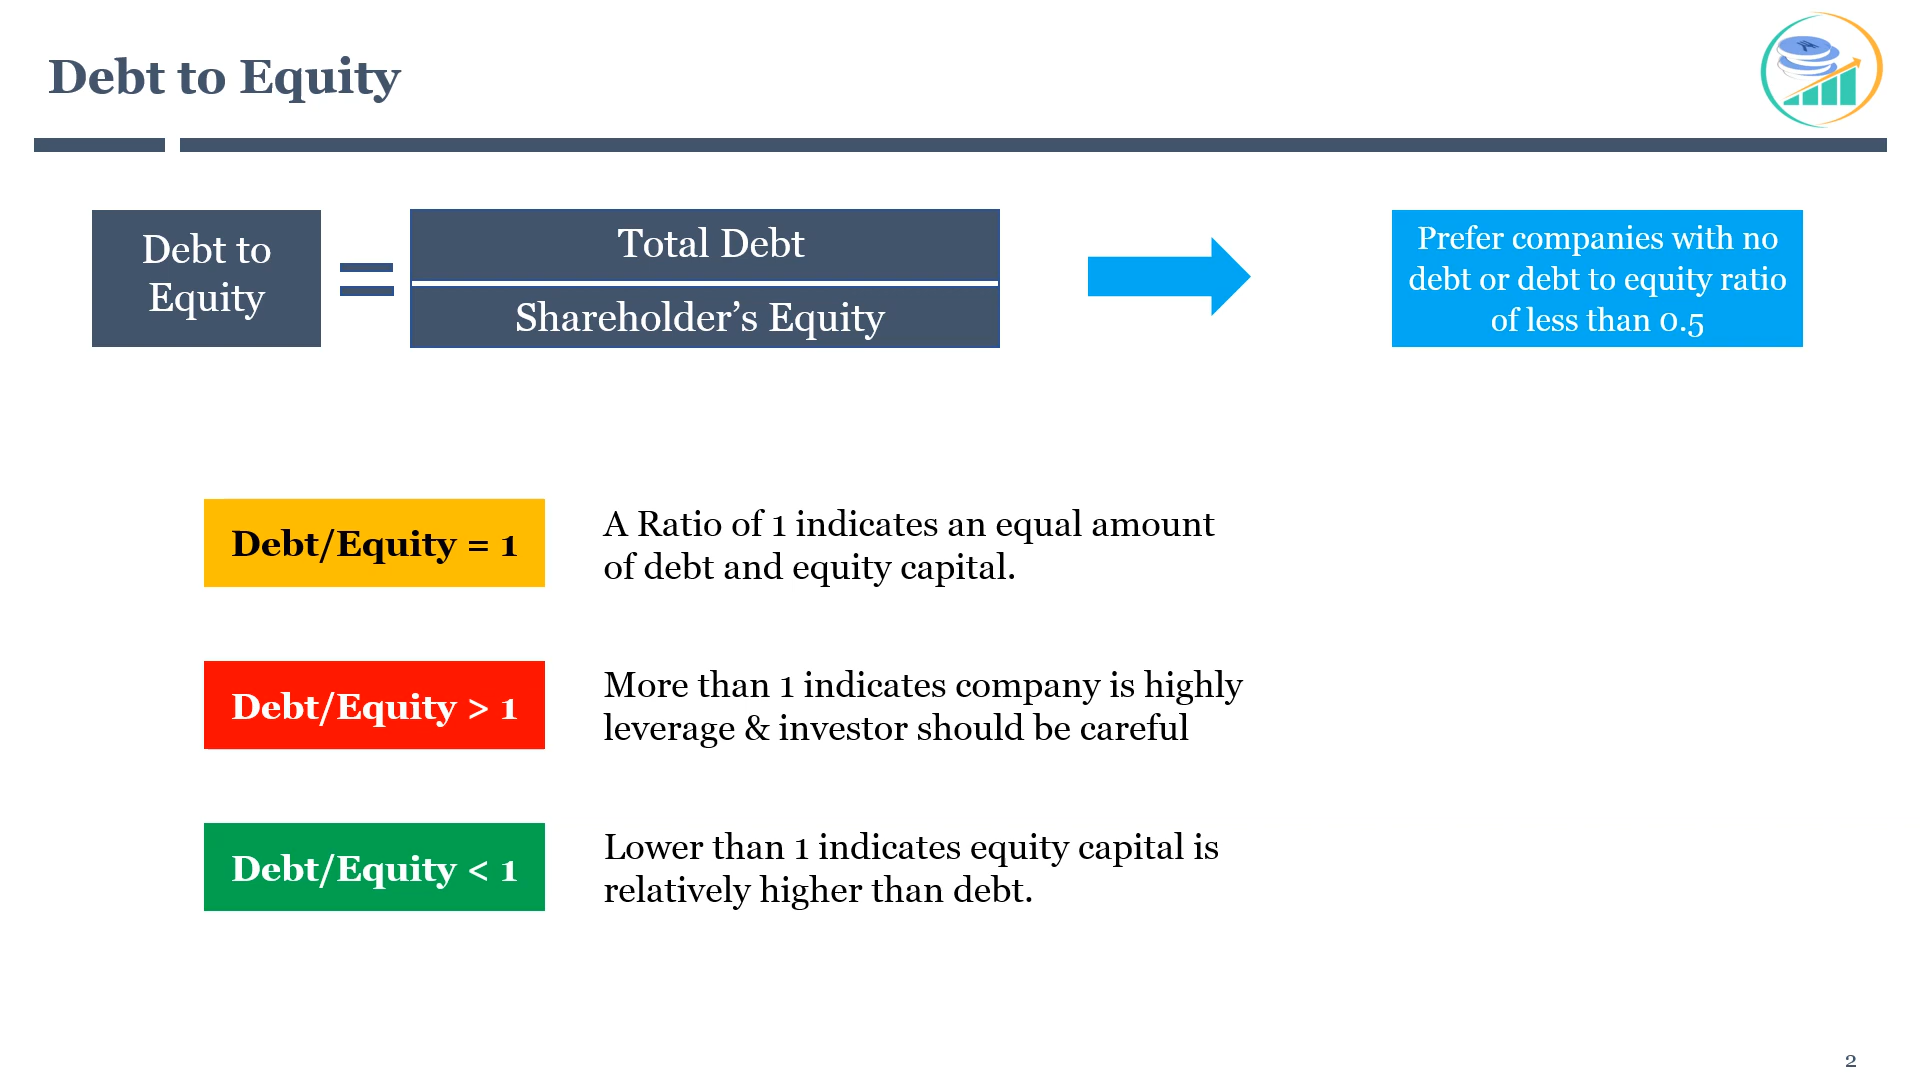 Debt to Equity
Debt to
Equity
=
Total Debt
Shareholder’s Equity
Prefer companies with no
debt or debt to equity ratio
of less than 0.5
Debt/Equity = 1
A Ratio of 1 indicates an equal amount
of debt and equity capital.
Debt/Equity > 1
More than 1 indicates company is highly
leverage & investor should be careful
Debt/Equity < 1
Lower than 1 indicates equity capital is
relatively higher than debt.
2